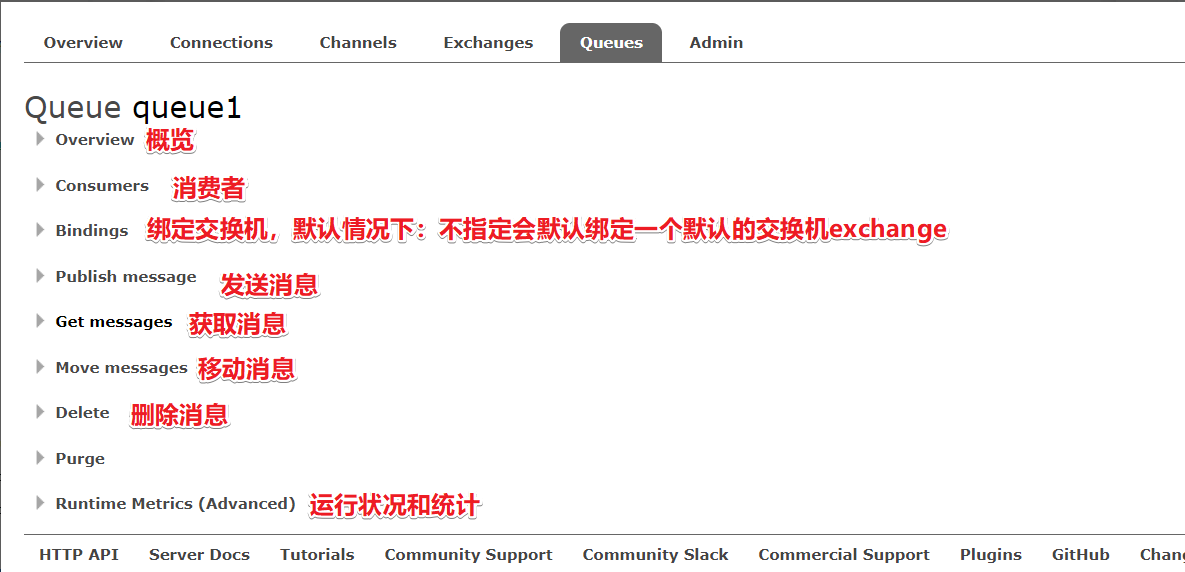 Overview Connections Channels Exchanges Queues Admin
Queue queue1
Overview 概览
Consumers 消费者
Bindings 绑定交换机，默认情况下：不指定会默认绑定一个默认的交换机exchange
Publish message 发送消息
Get messages 获取消息
Move messages 移动消息
Delete 删除消息
Purge
Runtime Metrics (Advanced) 运行状况和统计
HTTP API Server Docs Tutorials Community Support Community Slack Commercial Support Plugins GitHub